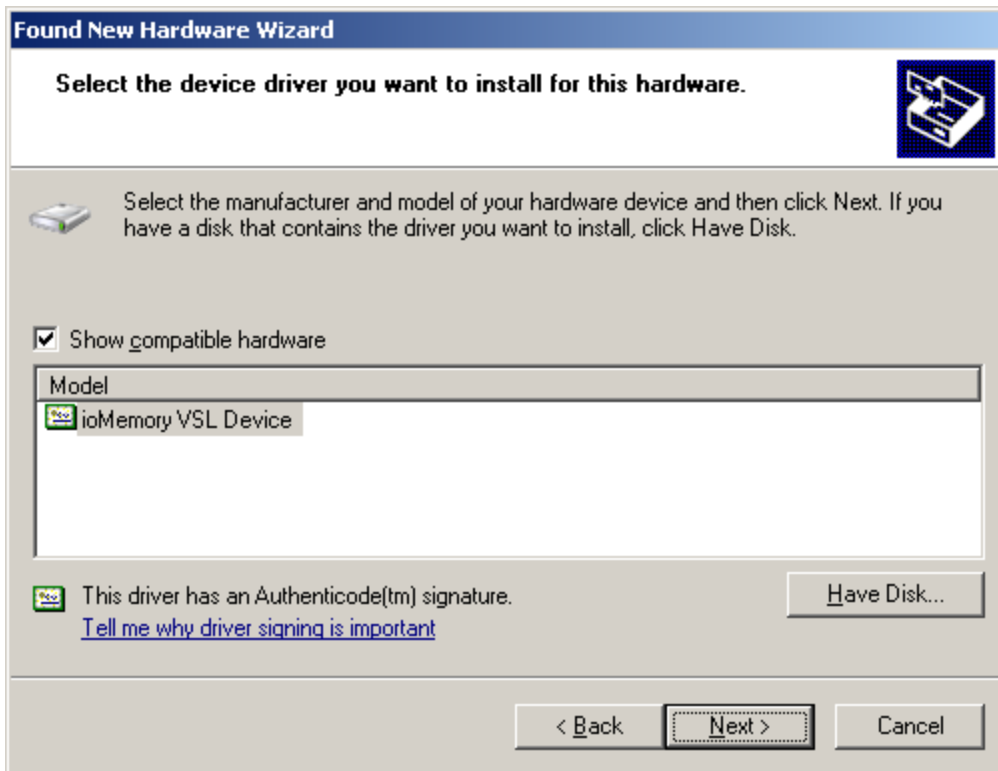 Found New Hardware Wizard
Select the device driver you want to install for this hardware.
Select the manufacturer and model of your hardware device and then click Next. If you
have a disk that contains the driver you want to install, click Have Disk.
Show compatible hardware
Model
ioMemory VSL Device
This driver has an Authenticode(tm) signature.
Have Disk...
Tell me why driver signing is important
< Back
Next >
Cancel